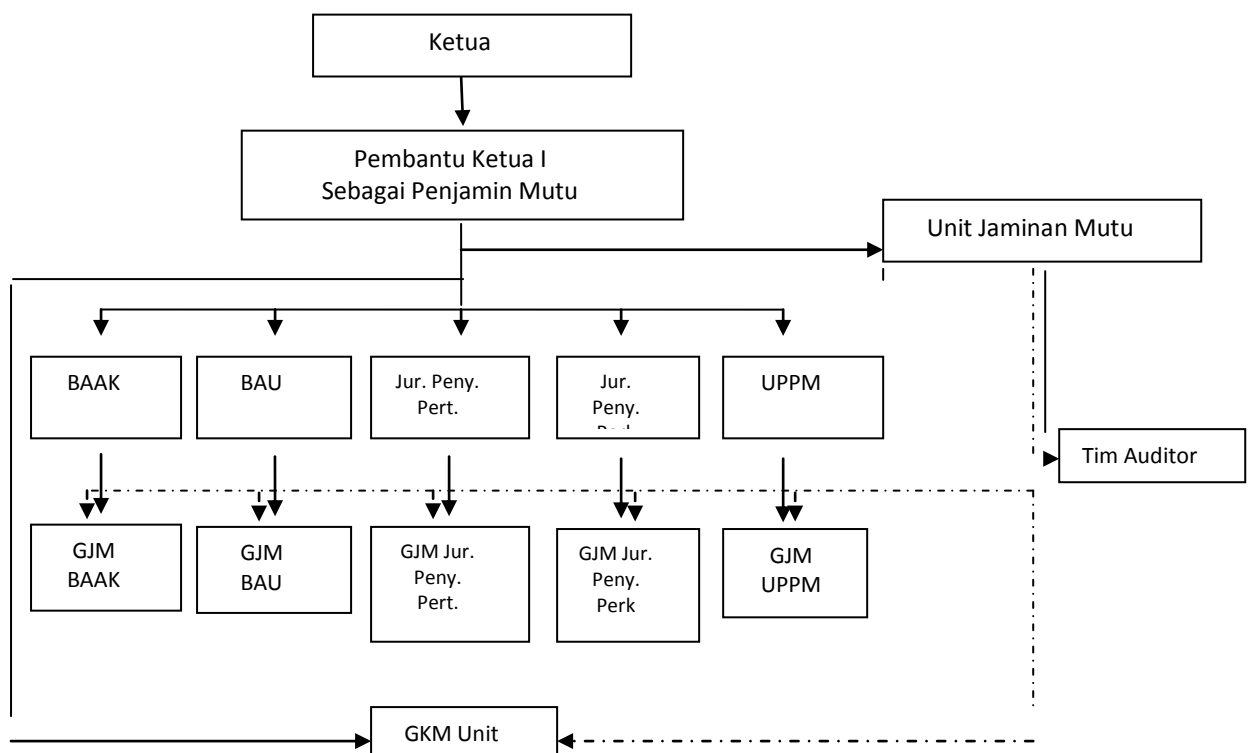 Ketua
Pembantu Ketua I
Sebagai Penjamin Mutu
Unit Jaminan Mutu
BAAK
BAU
Jur. Peny.
Pert.
Jur.
Peny.
UPPM
Tim Auditor
GJM
BAAK
GJM
BAU
GJM Jur.
Peny.
Pert.
GJM Jur.
Peny.
Perk
GJM
UPPM
GKM Unit